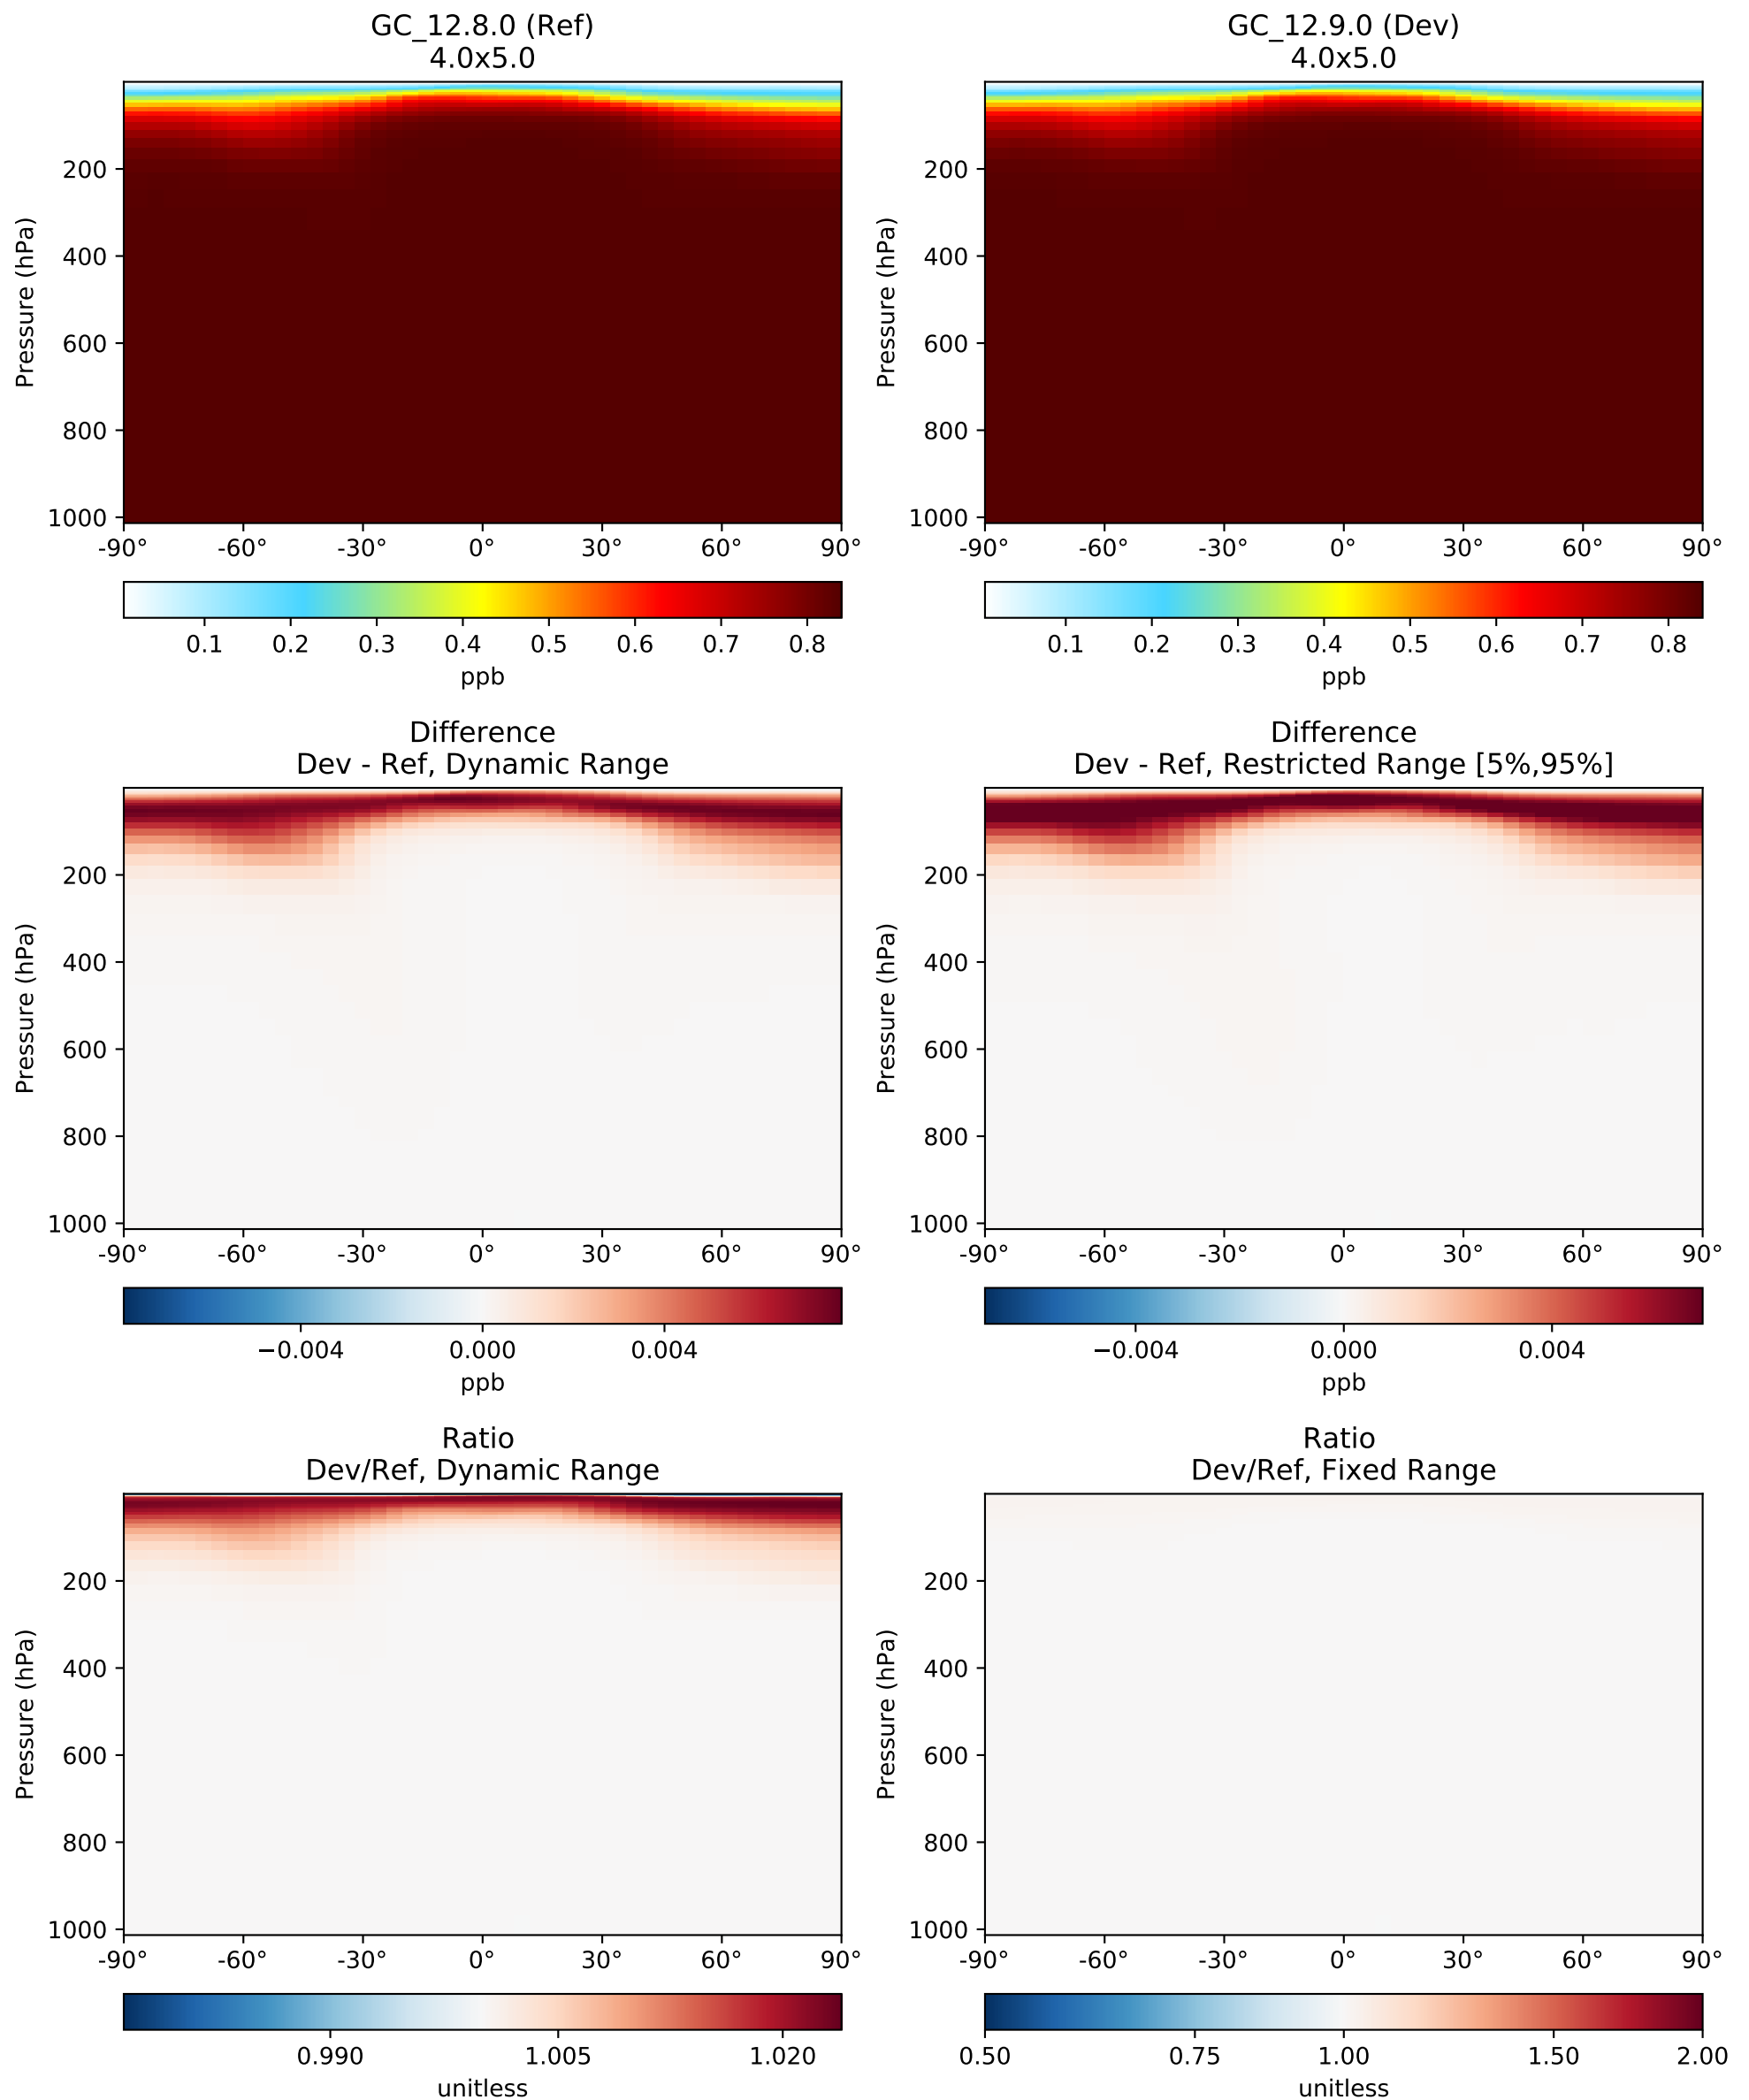 GC_12.8.0 (Ref)
4.0x5.0
Pressure (hPa)
200
400
600
800
1000
-90° -60° -30° 0° 30° 60° 90°
0.1 0.2 0.3 0.4 0.5 0.6 0.7 0.8
ppb
GC_12.9.0 (Dev)
4.0x5.0
Pressure (hPa)
200
400
600
800
1000
-90° -60° -30° 0° 30° 60° 90°
0.1 0.2 0.3 0.4 0.5 0.6 0.7 0.8
ppb
Difference
Dev - Ref, Dynamic Range
Pressure (hPa)
200
400
600
800
1000
-90° -60° -30° 0° 30° 60° 90°
−0.004 0.000 0.004
ppb
Difference
Dev - Ref, Restricted Range [5%,95%]
Pressure (hPa)
200
400
600
800
1000
-90° -60° -30° 0° 30° 60° 90°
−0.004 0.000 0.004
ppb
Ratio
Dev/Ref, Dynamic Range
Pressure (hPa)
200
400
600
800
1000
-90° -60° -30° 0° 30° 60° 90°
0.990 1.005 1.020
unitless
Ratio
Dev/Ref, Fixed Range
Pressure (hPa)
200
400
600
800
1000
-90° -60° -30° 0° 30° 60° 90°
0.50 0.75 1.00 1.50 2.00
unitless